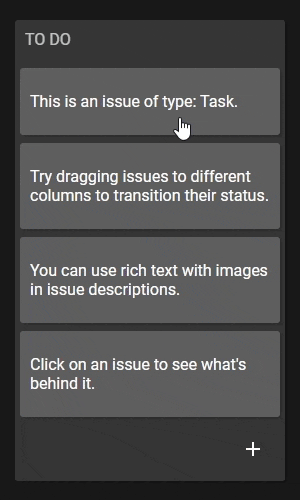 TO DO
This is an issue of type: Task.
Try dragging issues to different
columns to transition their status.
You can use rich text with images
in issue descriptions.
Click on an issue to see what's
behind it.